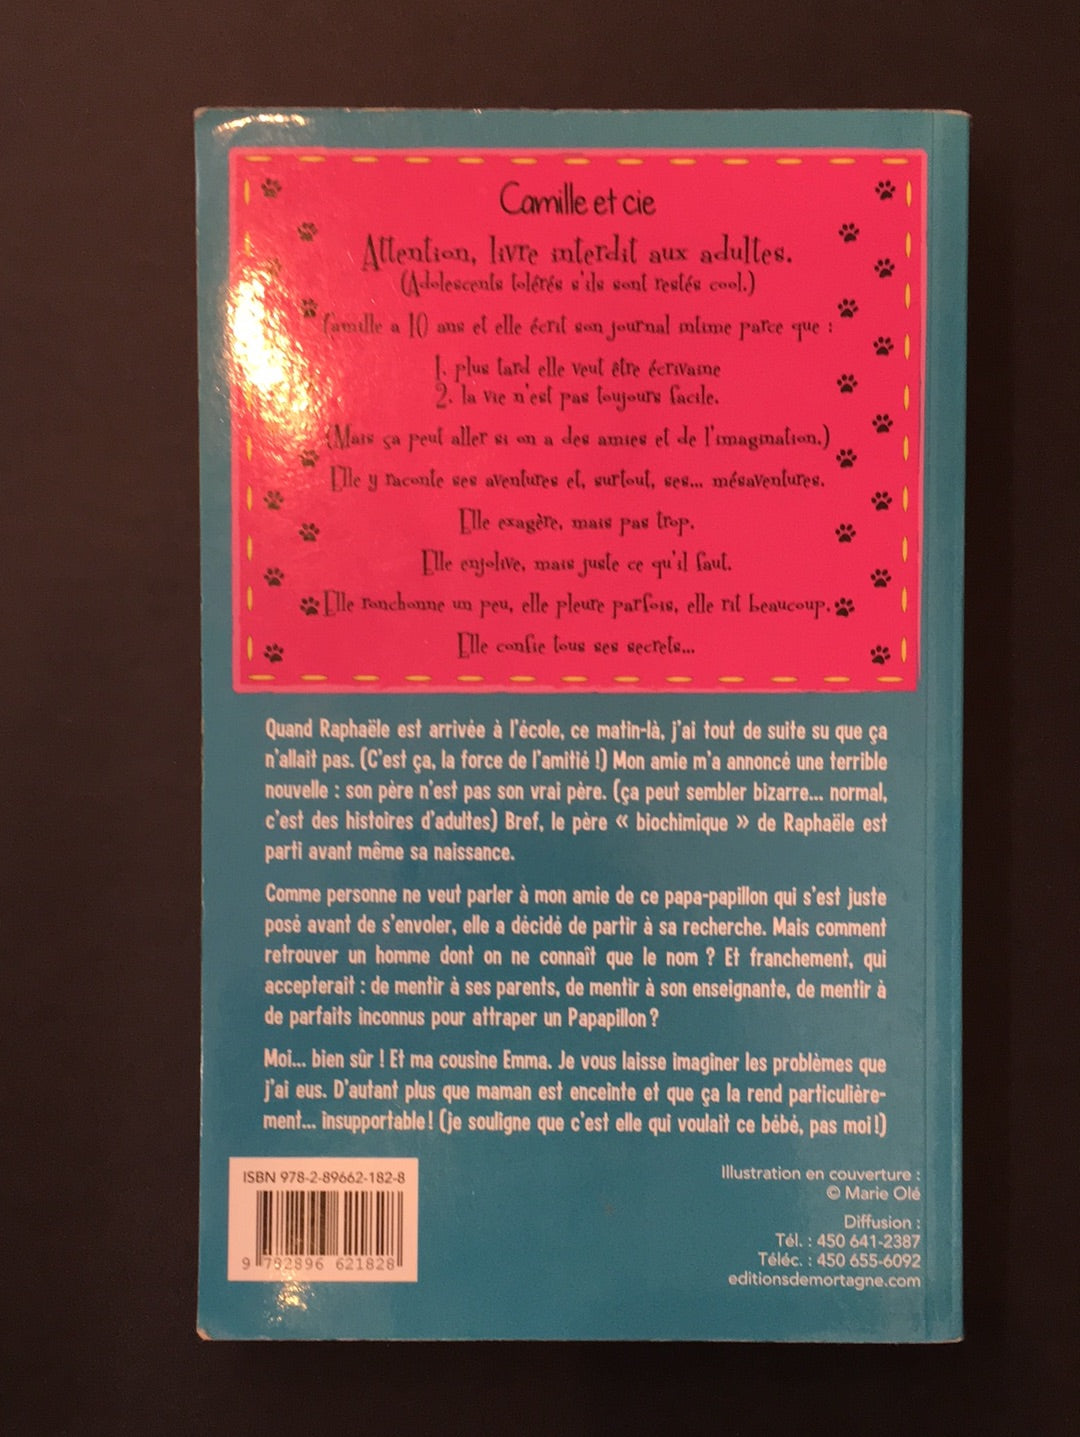 Camille et cie
Attention, livre interdit aux adultes.
(Adolescents tolérés s'ils sont restés cool.)
Camille a 10 ans et elle écrit son journal intime parce que :
1. plus tard elle veut être écrivaine
2. la vie n'est pas toujours facile.
(Mais ça peut aller si on a des amies et de l'imagination.)
Elle y raconte ses aventures et, surtout, ses... mésaventures.
Elle exagère, mais pas trop.
Elle enjolive, mais juste ce qu'il faut.
Elle ronchonne un peu, elle pleure parfois, elle rit beaucoup.
Elle confie tous ses secrets...
Quand Raphaële est arrivée à l'école, ce matin-là, j'ai tout de suite su que ça
n'allait pas. (C'est ça, la force de l'amitié !) Mon amie m'a annoncé une terrible
nouvelle : son père n'est pas son vrai père. (ça peut sembler bizarre... normal,
c'est des histoires d'adultes) Bref, le père « biochimique » de Raphaële est
parti avant même sa naissance.
Comme personne ne veut parler à mon amie de ce papa-papillon qui s'est juste
posé avant de s'envoler, elle a décidé de partir à sa recherche. Mais comment
retrouver un homme dont on ne connaît que le nom ? Et franchement, qui
accepterait : de mentir à ses parents, de mentir à son enseignante, de mentir à
de parfaits inconnus pour attraper un Papapillon ?
Moi... bien sûr ! Et ma cousine Emma. Je vous laisse imaginer les problèmes que
j'ai eus. D'autant plus que maman est enceinte et que ça la rend particulière-
ment... insupportable ! (je souligne que c'est elle qui voulait ce bébé, pas moi !)
ISBN 978-2-89662-182-8
9 782896 621828
Illustration en couverture :
© Marie Olé
Diffusion :
Tél. : 450 641-2387
Téléc. : 450 655-6092
editionsdemortagne.com